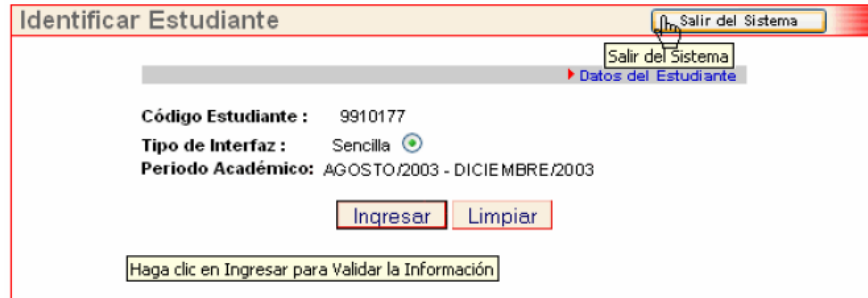 Identificar Estudiante
Salir del Sistema
Salir del Sistema
Datos del Estudiante
Código Estudiante : 9910177
Tipo de Interfaz : Sencilla
Periodo Académico: AGOSTO/2003 - DICIEMBRE/2003
Ingresar Limpiar
Haga clic en Ingresar para Validar la Información